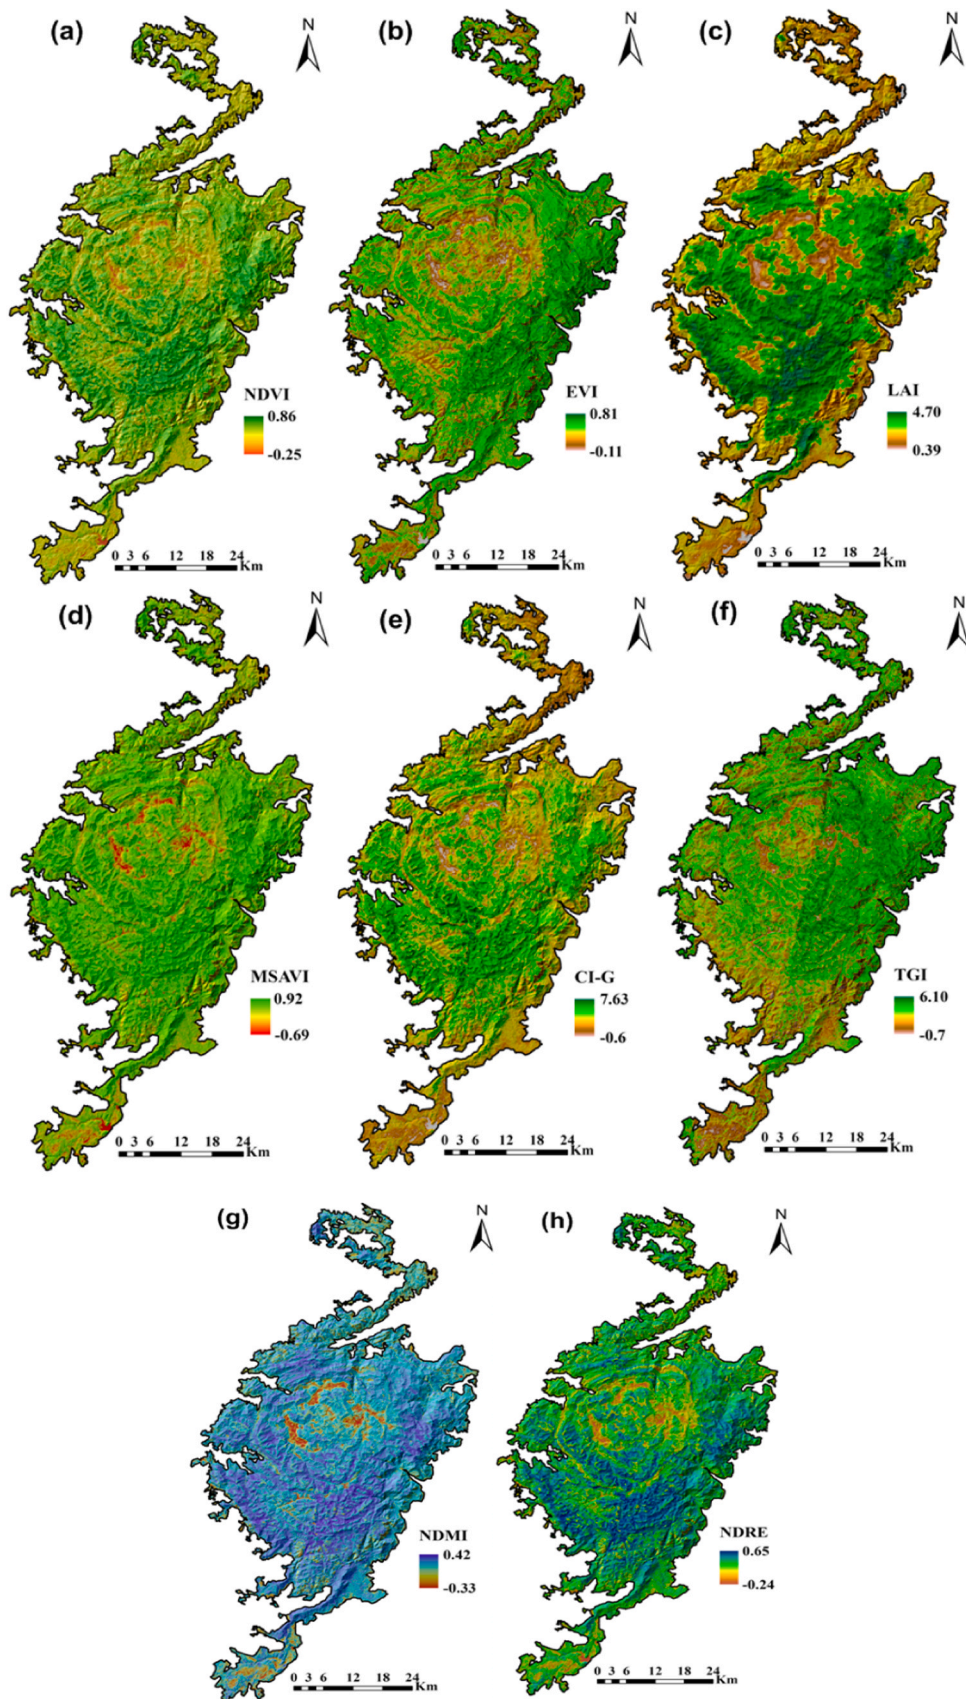 (a)
N
NDVI
0.86
-0.25
0 3 6 12 18 24
Km
(b)
N
EVI
0.81
-0.11
0 3 6 12 18 24
Km
(c)
N
LAI
4.70
0.39
0 3 6 12 18 24
Km
(d)
N
MSAVI
0.92
-0.69
0 3 6 12 18 24
Km
(e)
N
CI-G
7.63
-0.6
0 3 6 12 18 24
Km
(f)
N
TGI
6.10
-0.7
0 3 6 12 18 24
Km
(g)
N
NDMI
0.42
-0.33
0 3 6 12 18 24
Km
(h)
N
NDRE
0.65
-0.24
0 3 6 12 18 24
Km